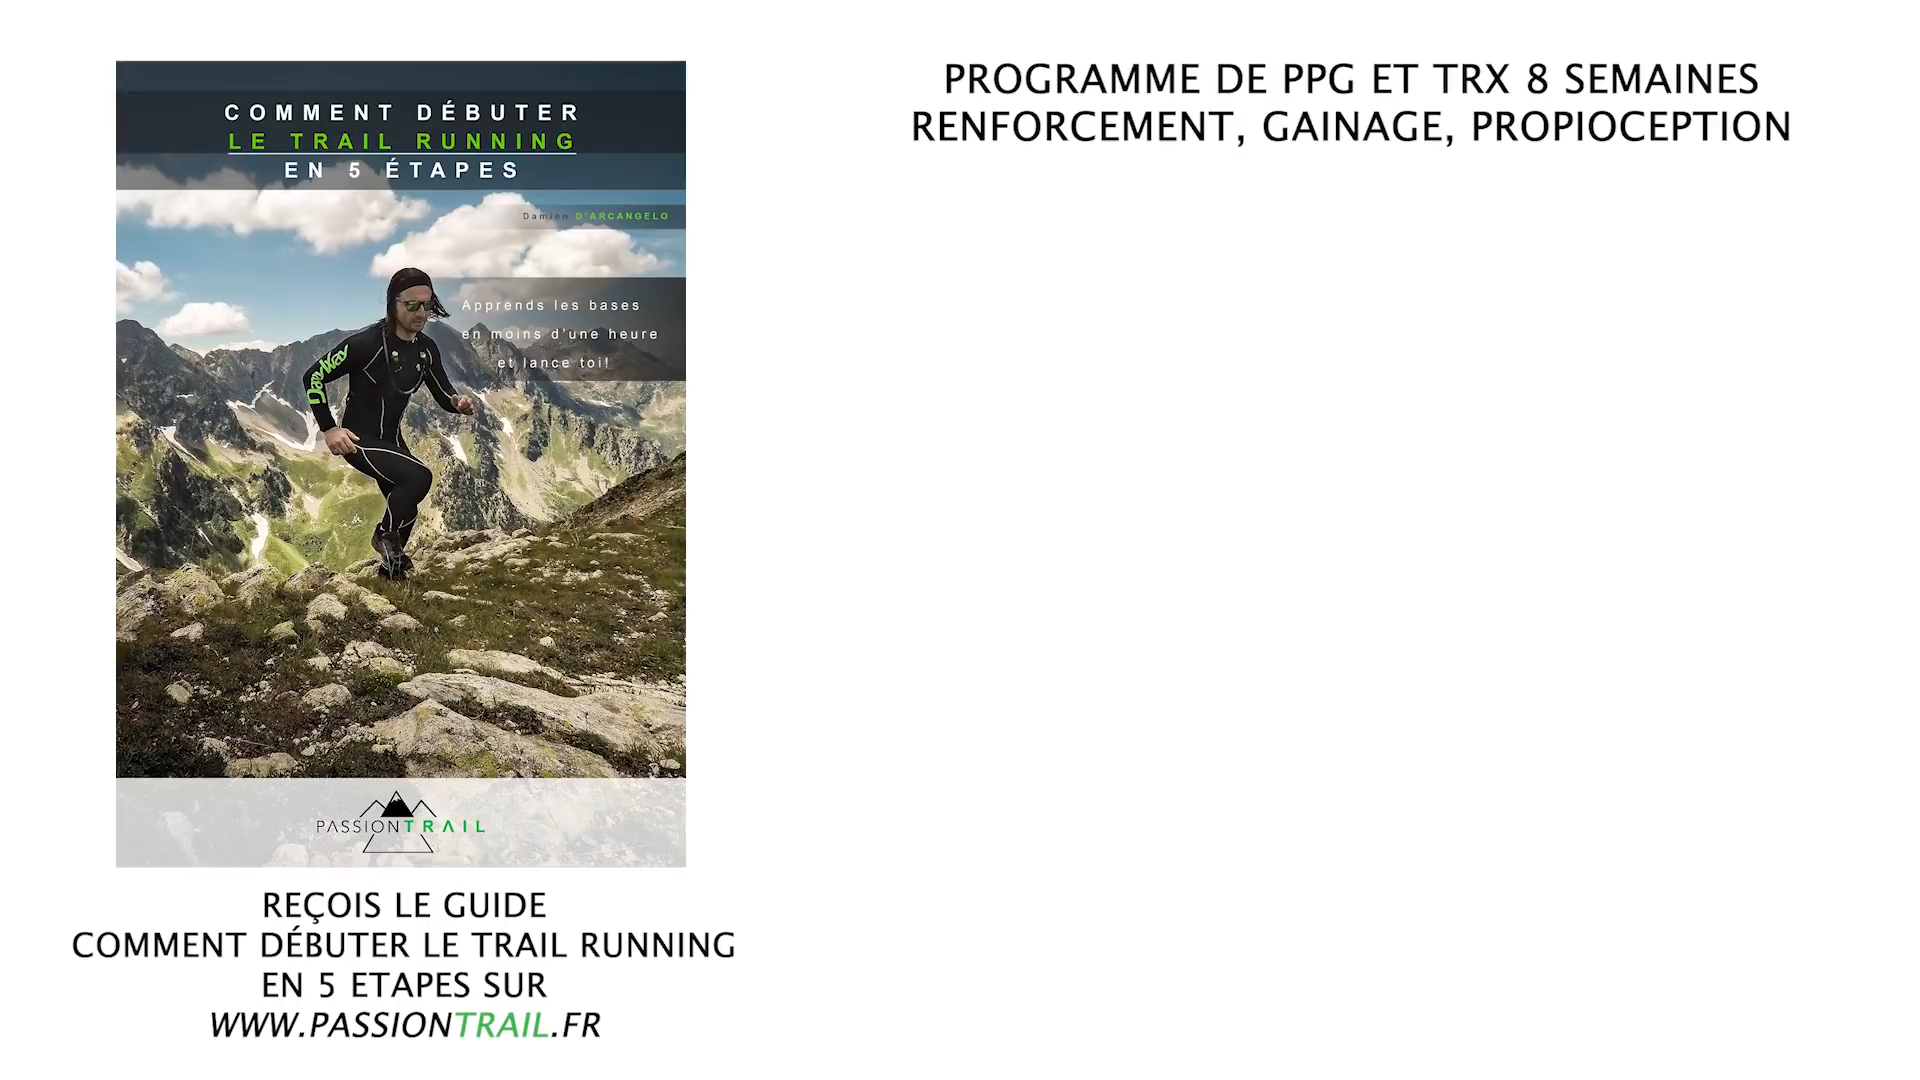 COMMENT DÉBUTER
LE TRAIL RUNNING
EN 5 ÉTAPES
Damien D'ARCANGELO
Apprends les bases
en moins d'une heure
et lance toi!
DareWay
PASSIONTRAIL
REÇOIS LE GUIDE
COMMENT DÉBUTER LE TRAIL RUNNING
EN 5 ETAPES SUR
WWW.PASSIONTRAIL.FR
PROGRAMME DE PPG ET TRX 8 SEMAINES
RENFORCEMENT, GAINAGE, PROPIOCEPTION